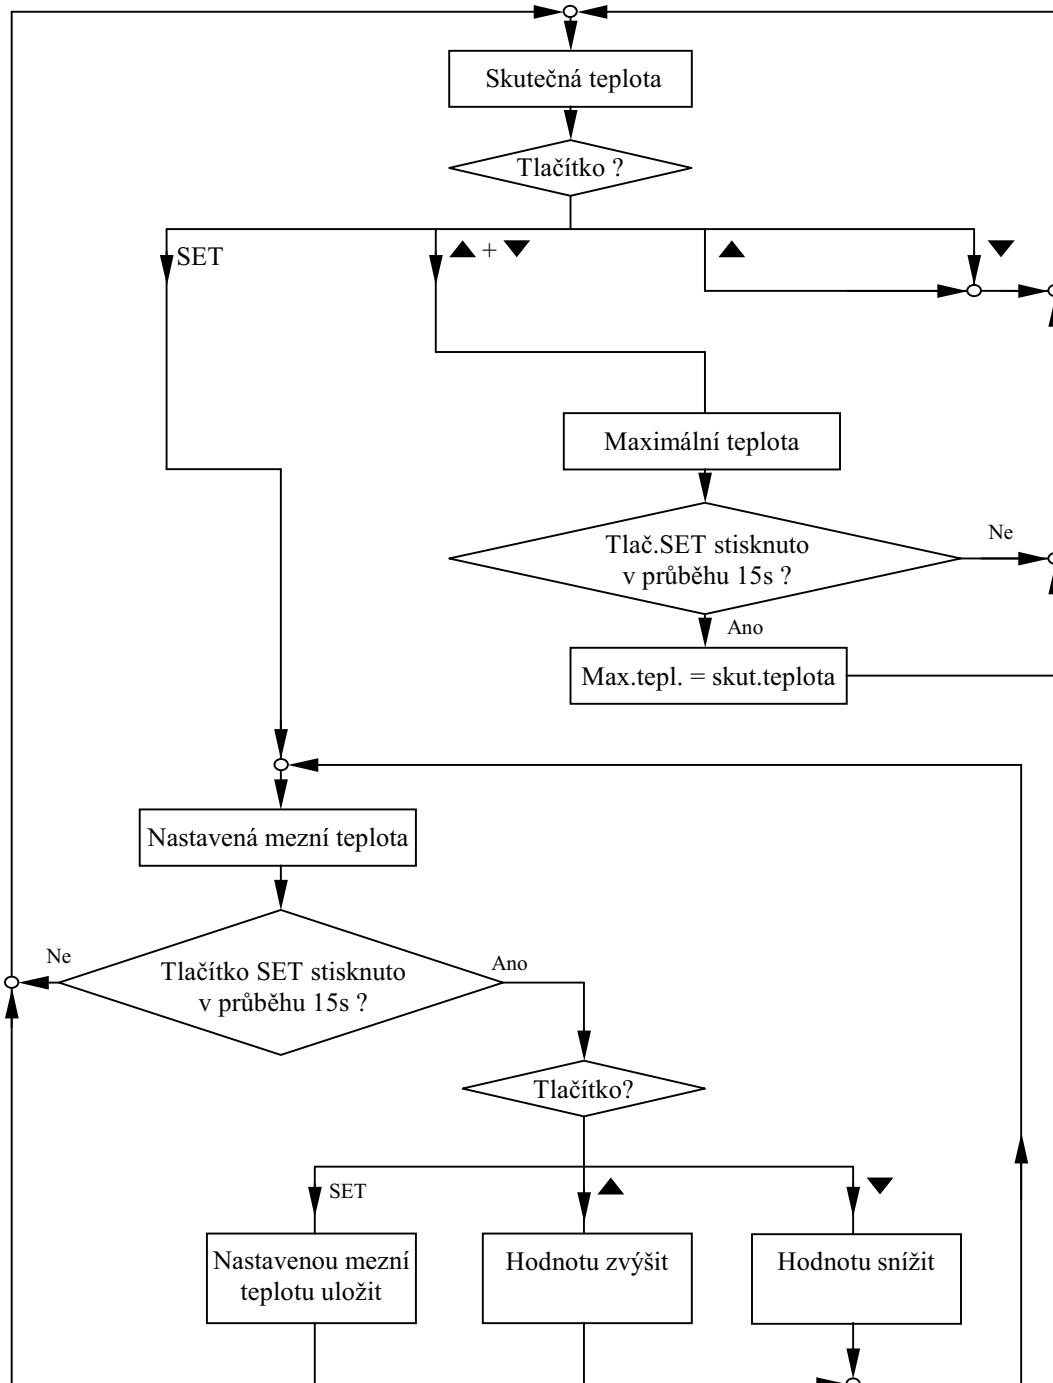 Skutečná teplota
Tlačítko ?
SET
▲ + ▼
▲
▼
Maximální teplota
Tlač.SET stisknuto
v průběhu 15s ?
Ne
Ano
Max.tepl. = skut.teplota
Nastavená mezní teplota
Tlačítko SET stisknuto
v průběhu 15s ?
Ne
Ano
Tlačítko?
SET
▲
▼
Nastavenou mezní
teplotu uložit
Hodnotu zvýšit
Hodnotu snížit